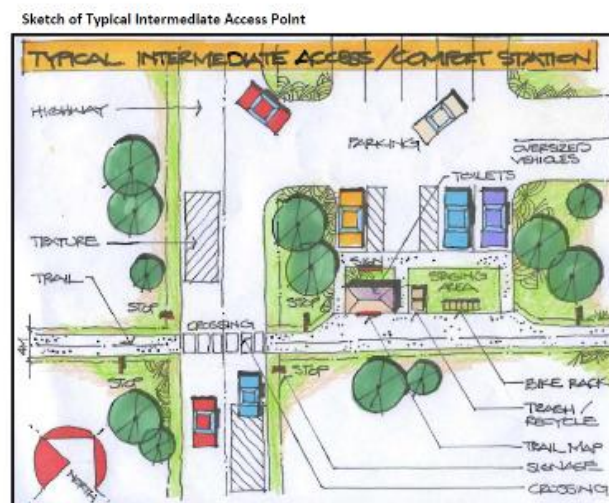 Sketch of Typical Intermediate Access Point
TYPICAL INTERMEDIATE ACCESS / COMFORT STATION
HIGHWAY
PARKING
OVERSIZED
VEHICLES
TOILETS
TEXTURE
SIGN
STAGING
AREA
TRAIL
STOP
CROSSING
STOP
4M
STOP
STOP
BIKE RACK
TRASH /
RECYCLE
TRAIL MAP
SIGNAGE
CROSSING
NORTH